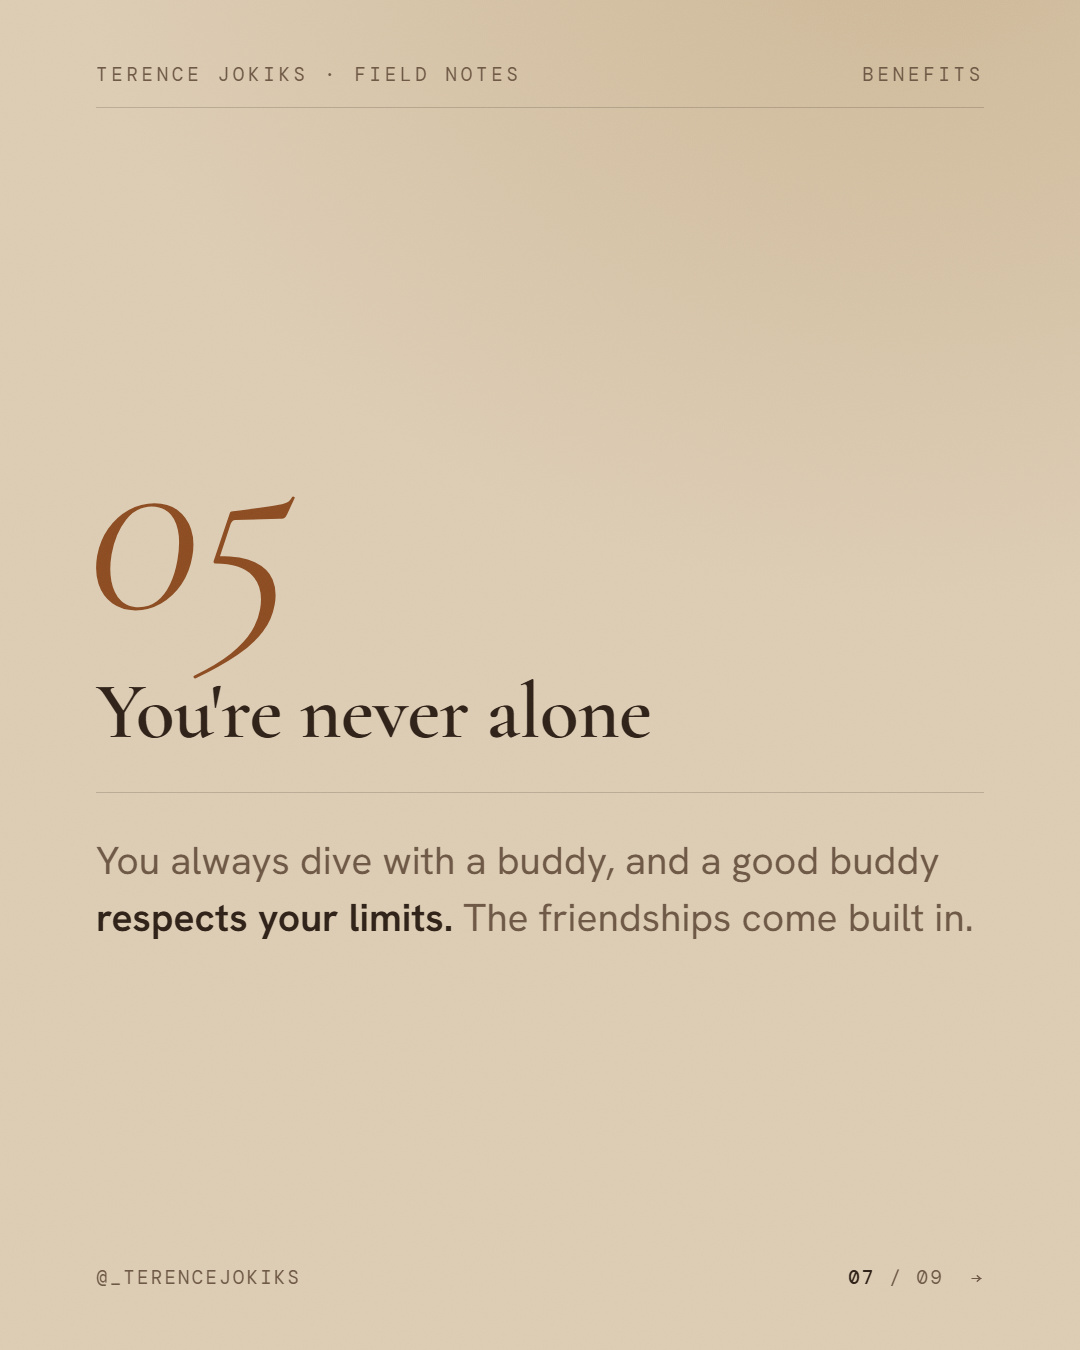 TERENCE JOKIKS · FIELD NOTES
BENEFITS
05
You're never alone
You always dive with a buddy, and a good buddy
respects your limits. The friendships come built in.
@_TERENCEJOKIKS
07 / 09 →